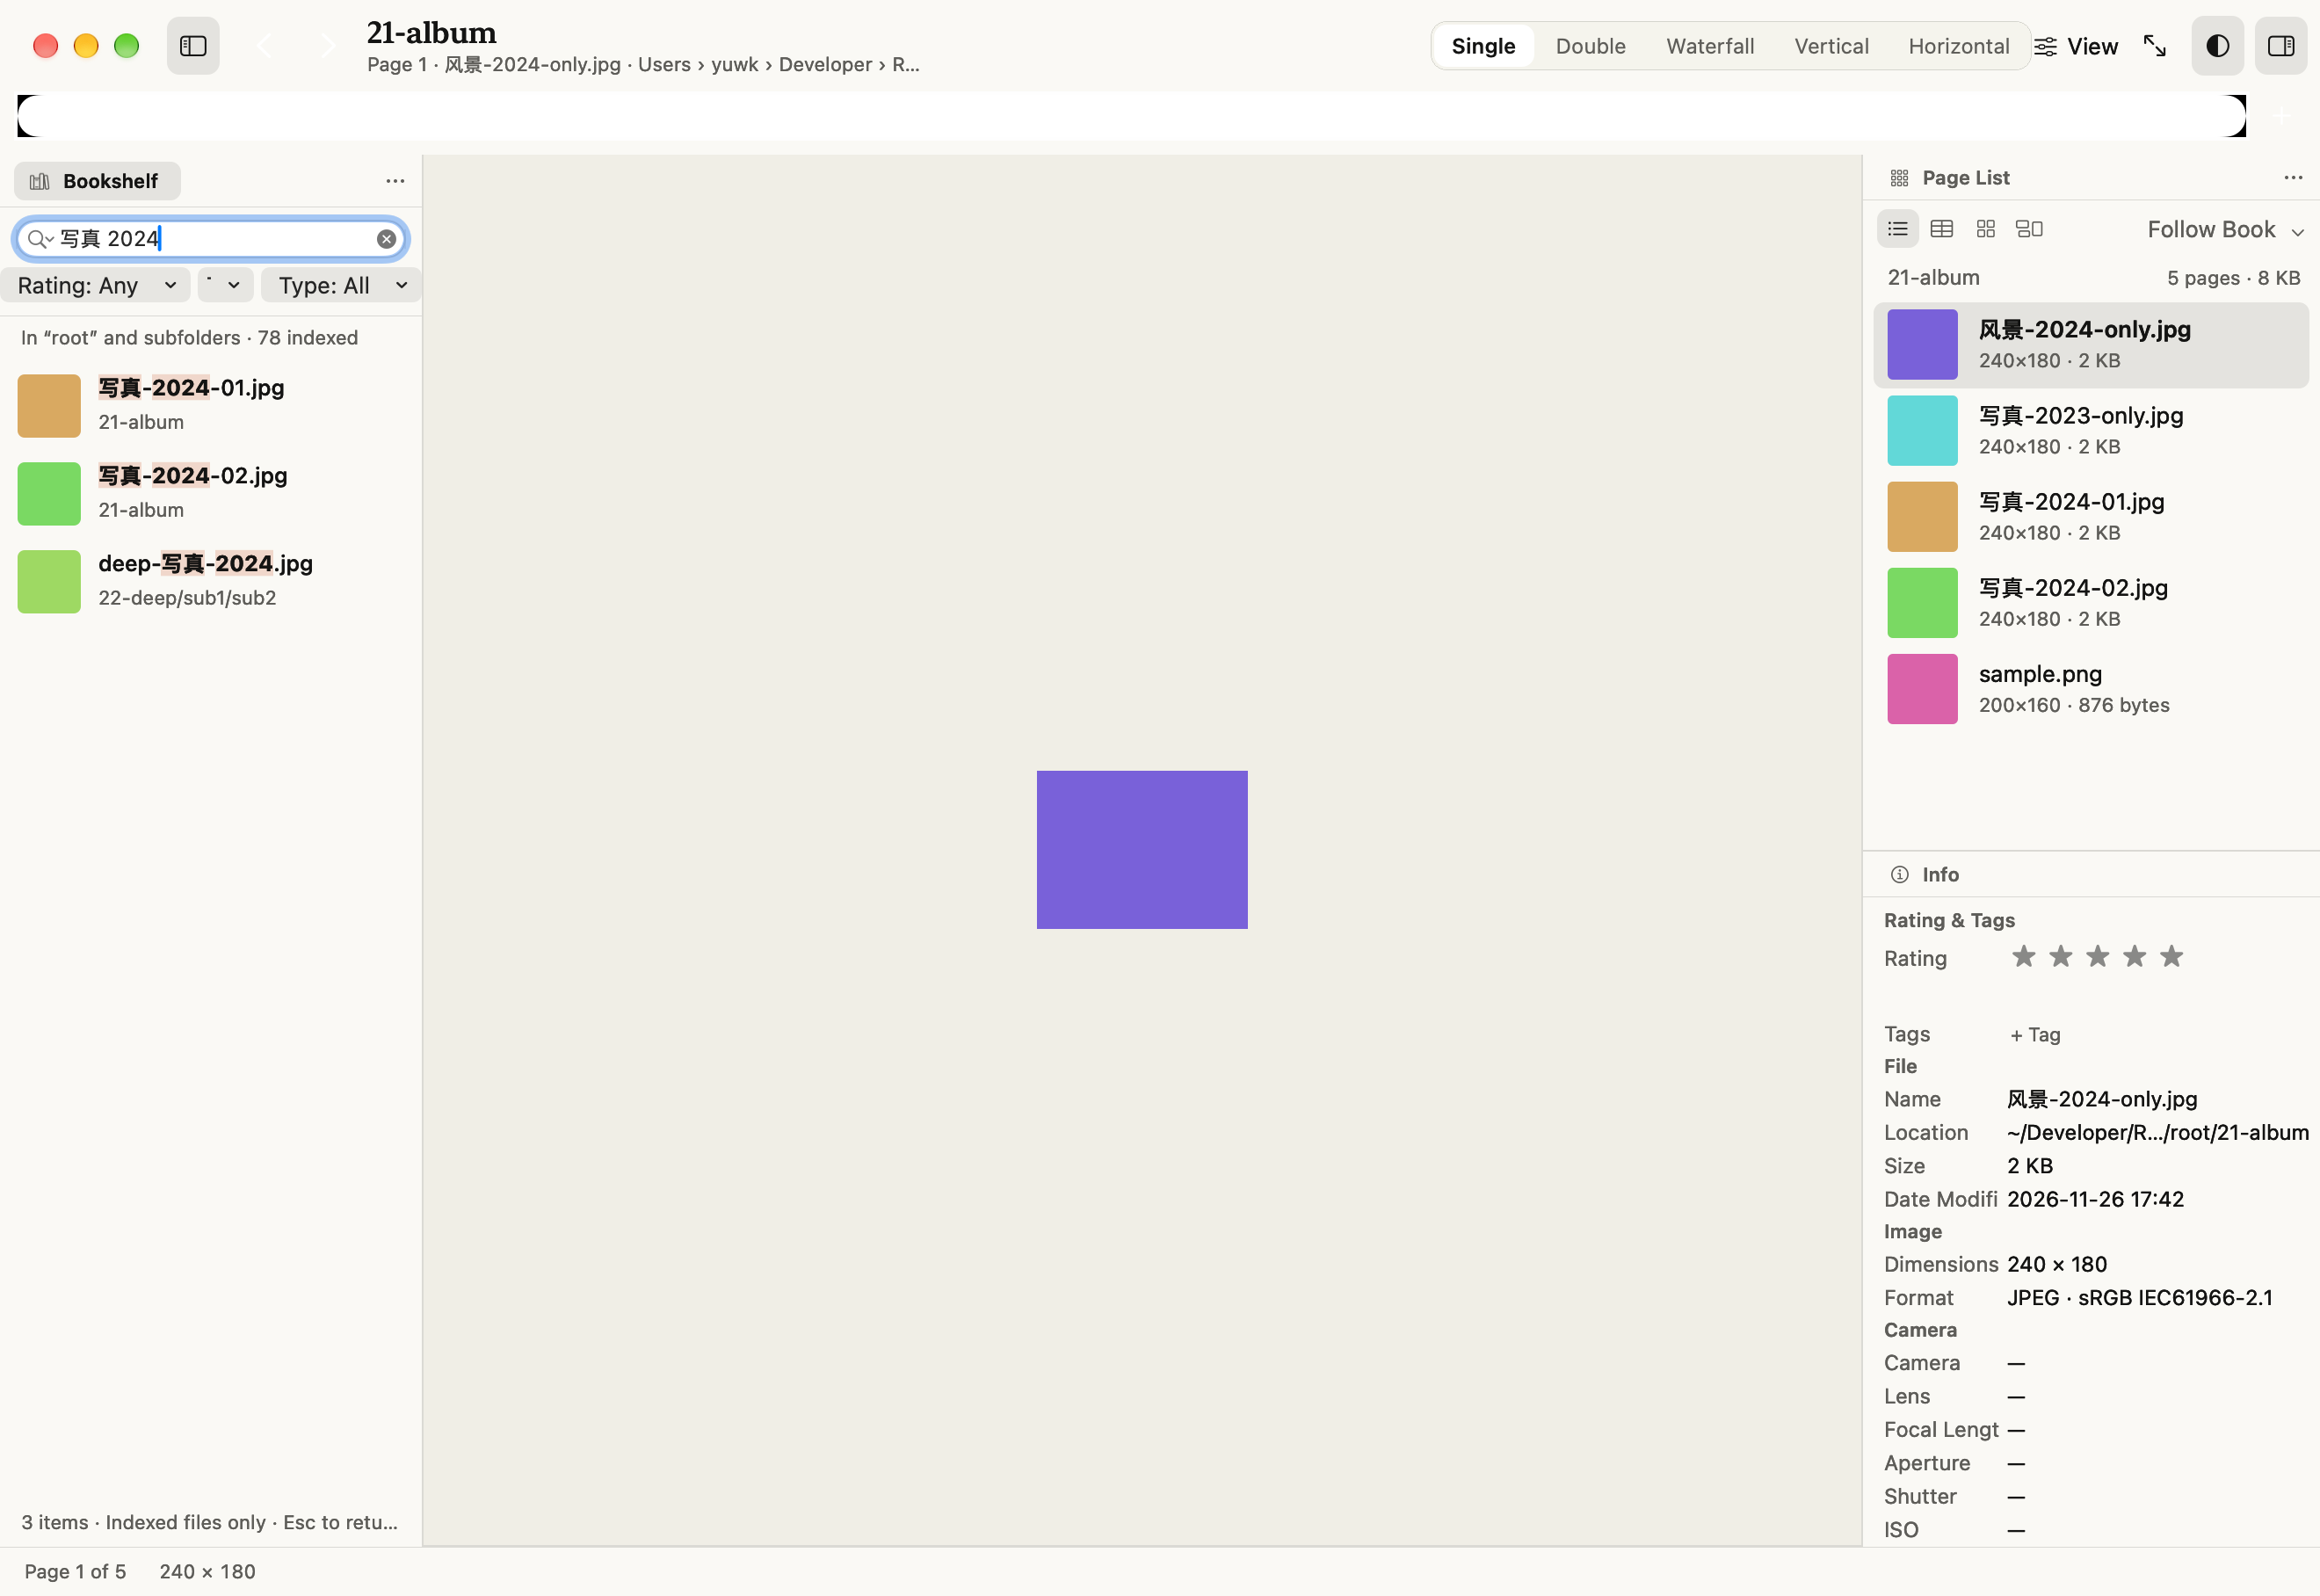 21-album
Page 1 · 风景-2024-only.jpg · Users › yuwk › Developer › R...
Single Double Waterfall Vertical Horizontal View
Bookshelf
写真 2024
Rating: Any Type: All
In “root” and subfolders · 78 indexed
写真-2024-01.jpg
21-album
写真-2024-02.jpg
21-album
deep-写真-2024.jpg
22-deep/sub1/sub2
3 items · Indexed files only · Esc to retu...
Page 1 of 5 240 × 180
Page List
Follow Book
21-album 5 pages · 8 KB
风景-2024-only.jpg
240×180 · 2 KB
写真-2023-only.jpg
240×180 · 2 KB
写真-2024-01.jpg
240×180 · 2 KB
写真-2024-02.jpg
240×180 · 2 KB
sample.png
200×160 · 876 bytes
Info
Rating & Tags
Rating ★ ★ ★ ★ ★
Tags + Tag
File
Name 风景-2024-only.jpg
Location ~/Developer/R.../root/21-album
Size 2 KB
Date Modifi 2026-11-26 17:42
Image
Dimensions 240 × 180
Format JPEG · sRGB IEC61966-2.1
Camera
Camera —
Lens —
Focal Lengt —
Aperture —
Shutter —
ISO —